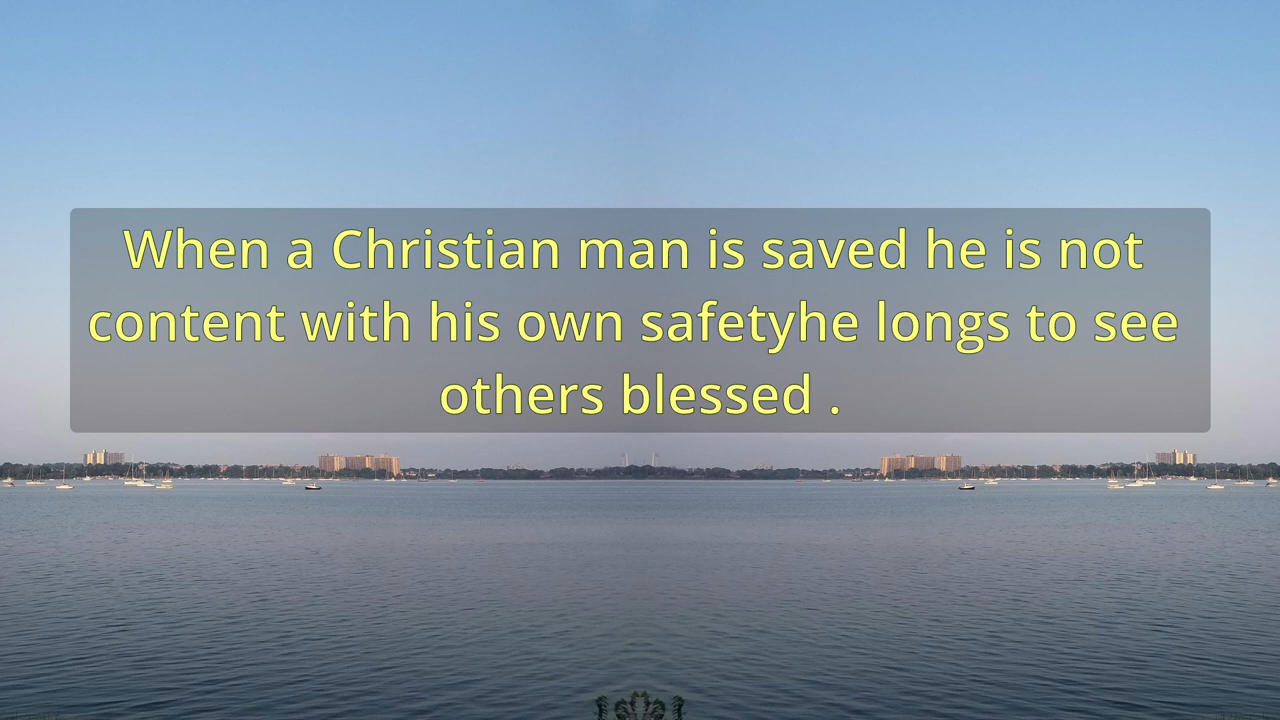 When a Christian man is saved he is not
content with his own safetyhe longs to see
others blessed .